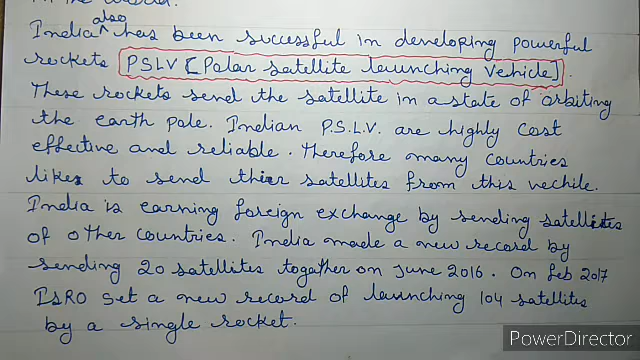 in the world.
India also has been successful in developing powerful
rockets PSLV [Polar satellite launching Vehicle].
These rockets send the satellite in a state of orbiting
the earth pole. Indian P.S.L.V. are highly cost
effective and reliable. Therefore many countries
likes to send thier satellites from this vechile.
India is earning foreign exchange by sending satellites
of other countries. India made a new record by
sending 20 satellites togather on June 2016. On Feb 2017
ISRO set a new record of launching 104 satellites
by a single rocket.
PowerDirector